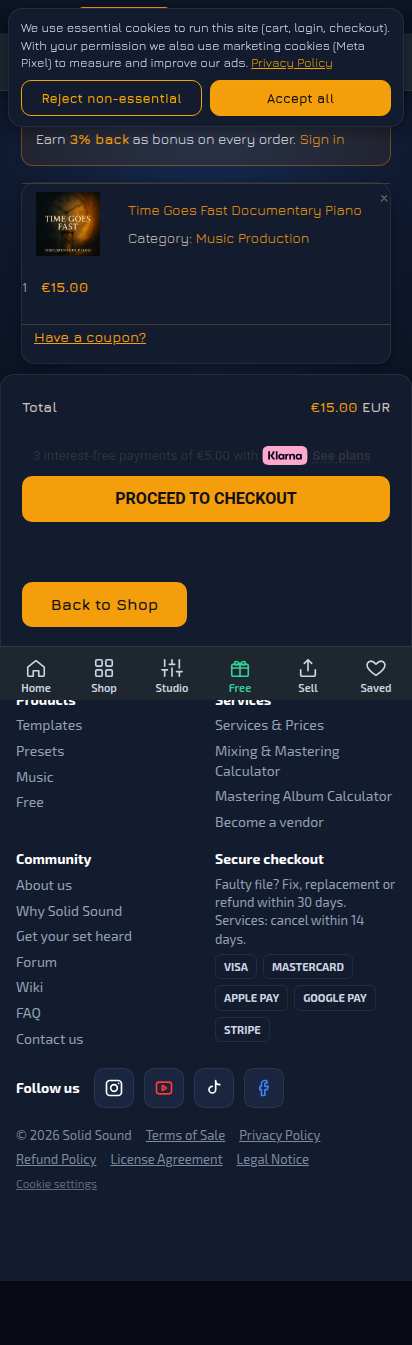 We use essential cookies to run this site (cart, login, checkout).
With your permission we also use marketing cookies (Meta
Pixel) to measure and improve our ads. Privacy Policy
Reject non-essential
Accept all
Earn 3% back as bonus on every order. Sign in
TIME GOES
FAST
Time Goes Fast Documentary Piano
×
Category: Music Production
1 €15.00
Have a coupon?
Total €15.00 EUR
3 interest-free payments of €5.00 with Klarna See plans
PROCEED TO CHECKOUT
Back to Shop
Home
Shop
Studio
Free
Sell
Saved
Products
Templates
Presets
Music
Free
Services
Services & Prices
Mixing & Mastering
Calculator
Mastering Album Calculator
Become a vendor
Community
About us
Why Solid Sound
Get your set heard
Forum
Wiki
FAQ
Contact us
Secure checkout
Faulty file? Fix, replacement or
refund within 30 days.
Services: cancel within 14
days.
VISA
MASTERCARD
APPLE PAY
GOOGLE PAY
STRIPE
Follow us
© 2026 Solid Sound Terms of Sale Privacy Policy
Refund Policy License Agreement Legal Notice
Cookie settings